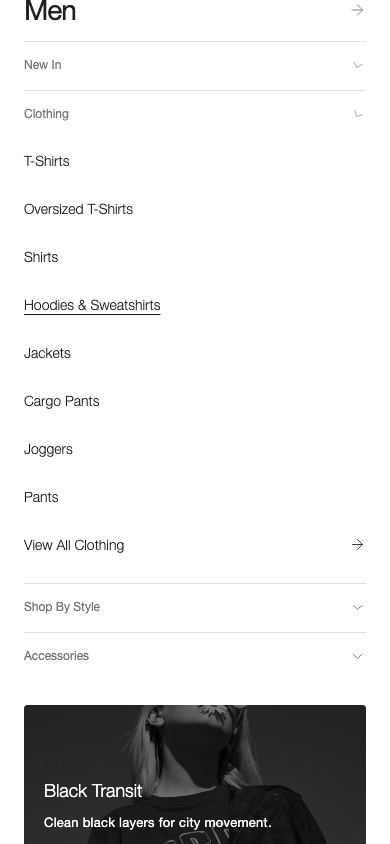 Men
New In
Clothing
T-Shirts
Oversized T-Shirts
Shirts
Hoodies & Sweatshirts
Jackets
Cargo Pants
Joggers
Pants
View All Clothing
Shop By Style
Accessories
Black Transit
Clean black layers for city movement.